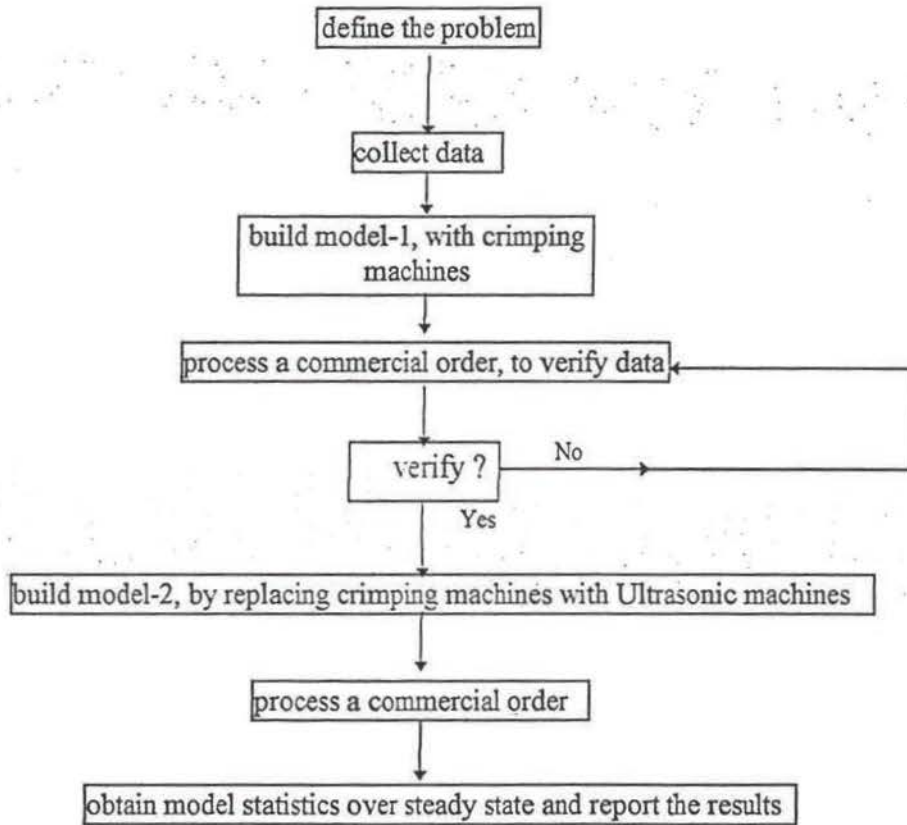 define the problem
collect data
build model-1, with crimping
machines
process a commercial order, to verify data
verify ?
No
Yes
build model-2, by replacing crimping machines with Ultrasonic machines
process a commercial order
obtain model statistics over steady state and report the results